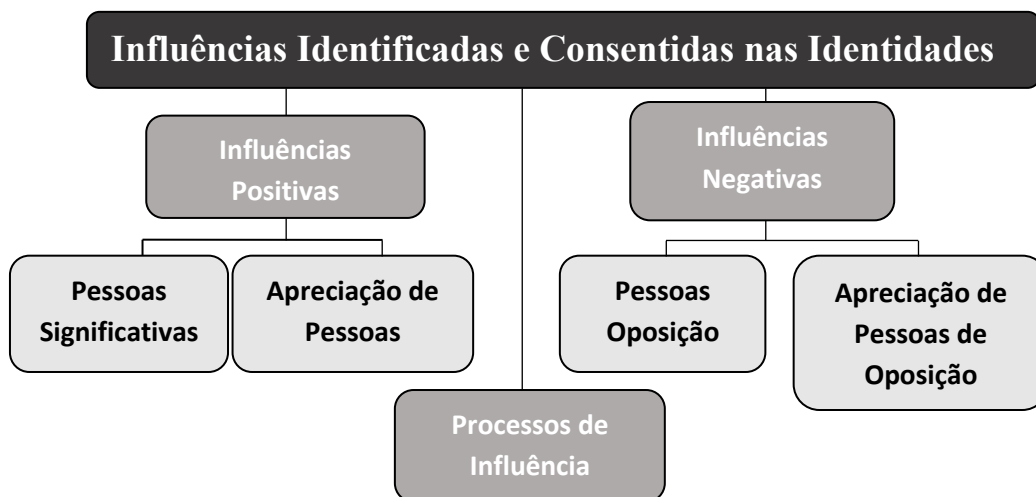 Influências Identificadas e Consentidas nas Identidades
Influências
Positivas
Influências
Negativas
Pessoas
Significativas
Apreciação de
Pessoas
Pessoas
Oposição
Apreciação de
Pessoas de
Oposição
Processos de
Influência